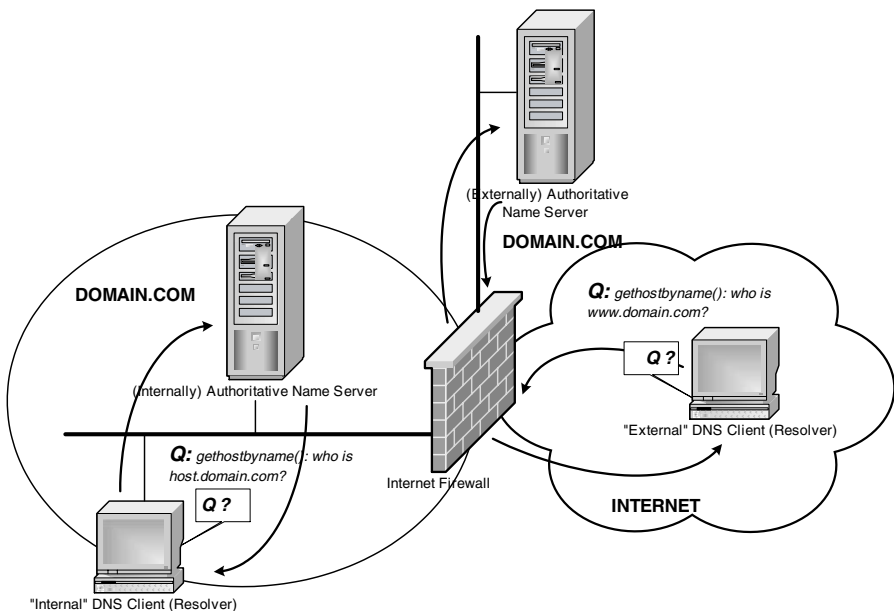 (Externally) Authoritative
Name Server
DOMAIN.COM
DOMAIN.COM
Q: gethostbyname(): who is
www.domain.com?
Q ?
(Internally) Authoritative Name Server
"External" DNS Client (Resolver)
Q: gethostbyname(): who is
host.domain.com?
Internet Firewall
Q ?
INTERNET
"Internal" DNS Client (Resolver)